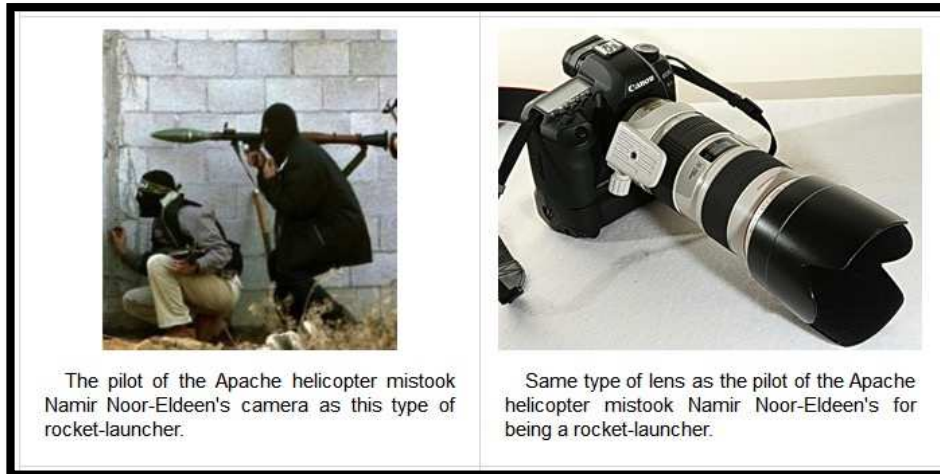 Canon
The pilot of the Apache helicopter mistook
Namir Noor-Eldeen's camera as this type of
rocket-launcher.
Same type of lens as the pilot of the Apache
helicopter mistook Namir Noor-Eldeen's for
being a rocket-launcher.